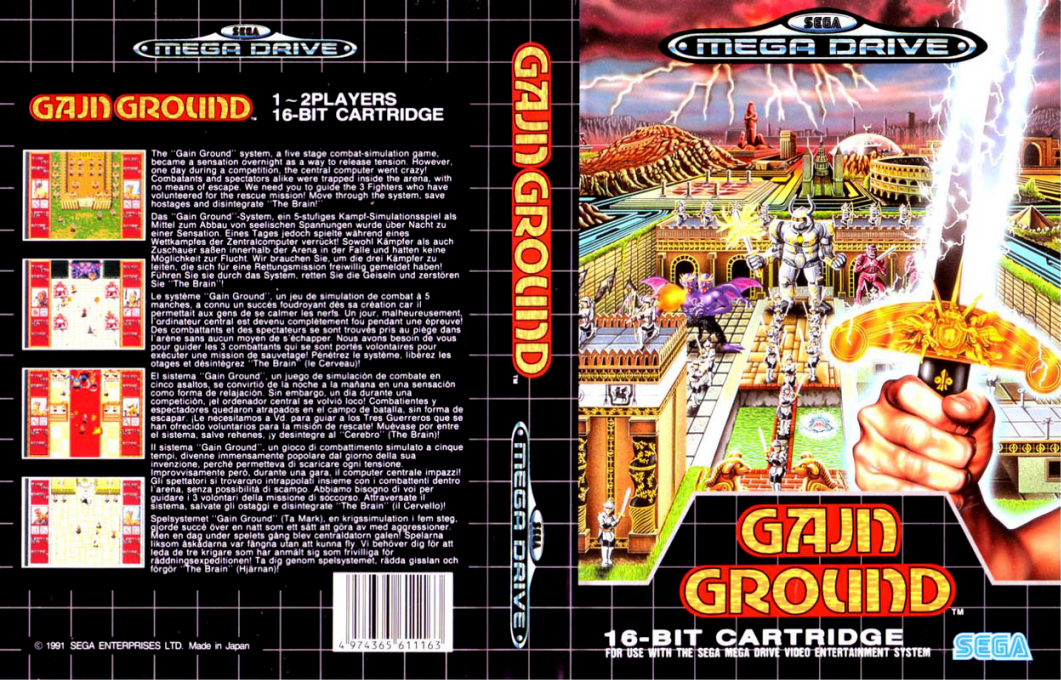 SEGA
MEGA DRIVE
GAIN GROUND™
1~2PLAYERS
16-BIT CARTRIDGE
The "Gain Ground" system, a five stage combat-simulation game,
became a sensation overnight as a way to release tension. However,
one day during a competition, the central computer went crazy!
Combatants and spectators alike were trapped inside the arena, with
no means of escape. We need you to guide the 3 Fighters who have
volunteered for the rescue mission! Move through the system, save
hostages and disintegrate "The Brain!"
Das "Gain Ground"-System, ein 5-stufiges Kampf-Simulationsspiel als
Mittel zum Abbau von seelischen Spannungen wurde über Nacht zu
einer Sensation. Eines Tages jedoch spielte während eines
Wettkampfes der Zentralcomputer verrückt! Sowohl Kämpfer als auch
Zuschauer saßen innerhalb der Arena in der Falle und hatten keine
Möglichkeit zur Flucht. Wir brauchen Sie, um die drei Kämpfer zu
leiten, die sich für eine Rettungsmission freiwillig gemeldet haben!
Führen Sie sie durch das System, retten Sie die Geiseln und zerstören
Sie "The Brain"!
Le système "Gain Ground", un jeu de simulation de combat à 5
manches, a connu un succès foudroyant dès sa création car il
permettait aux gens de se calmer les nerfs. Un jour, malheureusement,
l'ordinateur central est devenu complètement fou pendant une épreuve!
Des combattants et des spectateurs se sont trouvés pris au piège dans
l'arène sans aucun moyen de s'échapper. Nous avons besoin de vous
pour guider les 3 combattants qui se sont portés volontaires pour
exécuter une mission de sauvetage! Pénétrez le système, libérez les
otages et désintégrez "The Brain" (le Cerveau)!
El sistema "Gain Ground", un juego de simulación de combate en
cinco asaltos, se convirtió de la noche a la mañana en una sensación
como forma de relajación. Sin embargo, un día durante una
competición, ¡el ordenador central se volvió loco! Combatientes y
espectadores quedaron atrapados en el campo de batalla, sin forma de
escapar. ¡Le necesitamos a Vd. para guiar a los Tres Guerreros que se
han ofrecido voluntarios para la misión de rescate! Muévase por entre
el sistema, salve rehenes, ¡y desintegre al "Cerebro" (The Brain)!
Il sistema "Gain Ground", un gioco di combattimento simulato a cinque
tempi, divenne immensamente popolare dal giorno della sua
invenzione, perché permetteva di scaricare ogni tensione.
Improvvisamente però, durante una gara, il computer centrale impazzì!
Gli spettatori si trovarono intrappolati insieme con i combattenti dentro
l'arena, senza possibilità di scampo. Abbiamo bisogno di voi per
guidare i 3 volontari della missione di soccorso. Attraversate il
sistema, salvate gli ostaggi e disintegrate "The Brain" (il Cervello)!
Spelsystemet "Gain Ground" (Ta Mark), en krigssimulation i fem steg,
gjorde succé över en natt som ett sätt att göra av med aggressioner.
Men en dag under spelets gång blev centraldatorn galen! Spelarna
liksom åskådarna var fångna utan att kunna fly. Vi behöver dig för att
leda de tre krigare som har anmält sig som frivilliga för
räddningsexpeditionen! Ta dig genom spelsystemet, rädda gisslan och
förgör "The Brain" (Hjärnan)!
© 1991 SEGA ENTERPRISES LTD. Made in Japan
4 974365 611163
GAIN GROUND™
SEGA
MEGA DRIVE
SEGA
MEGA DRIVE
GAIN
GROUND™
16-BIT CARTRIDGE
FOR USE WITH THE SEGA MEGA DRIVE VIDEO ENTERTAINMENT SYSTEM
SEGA